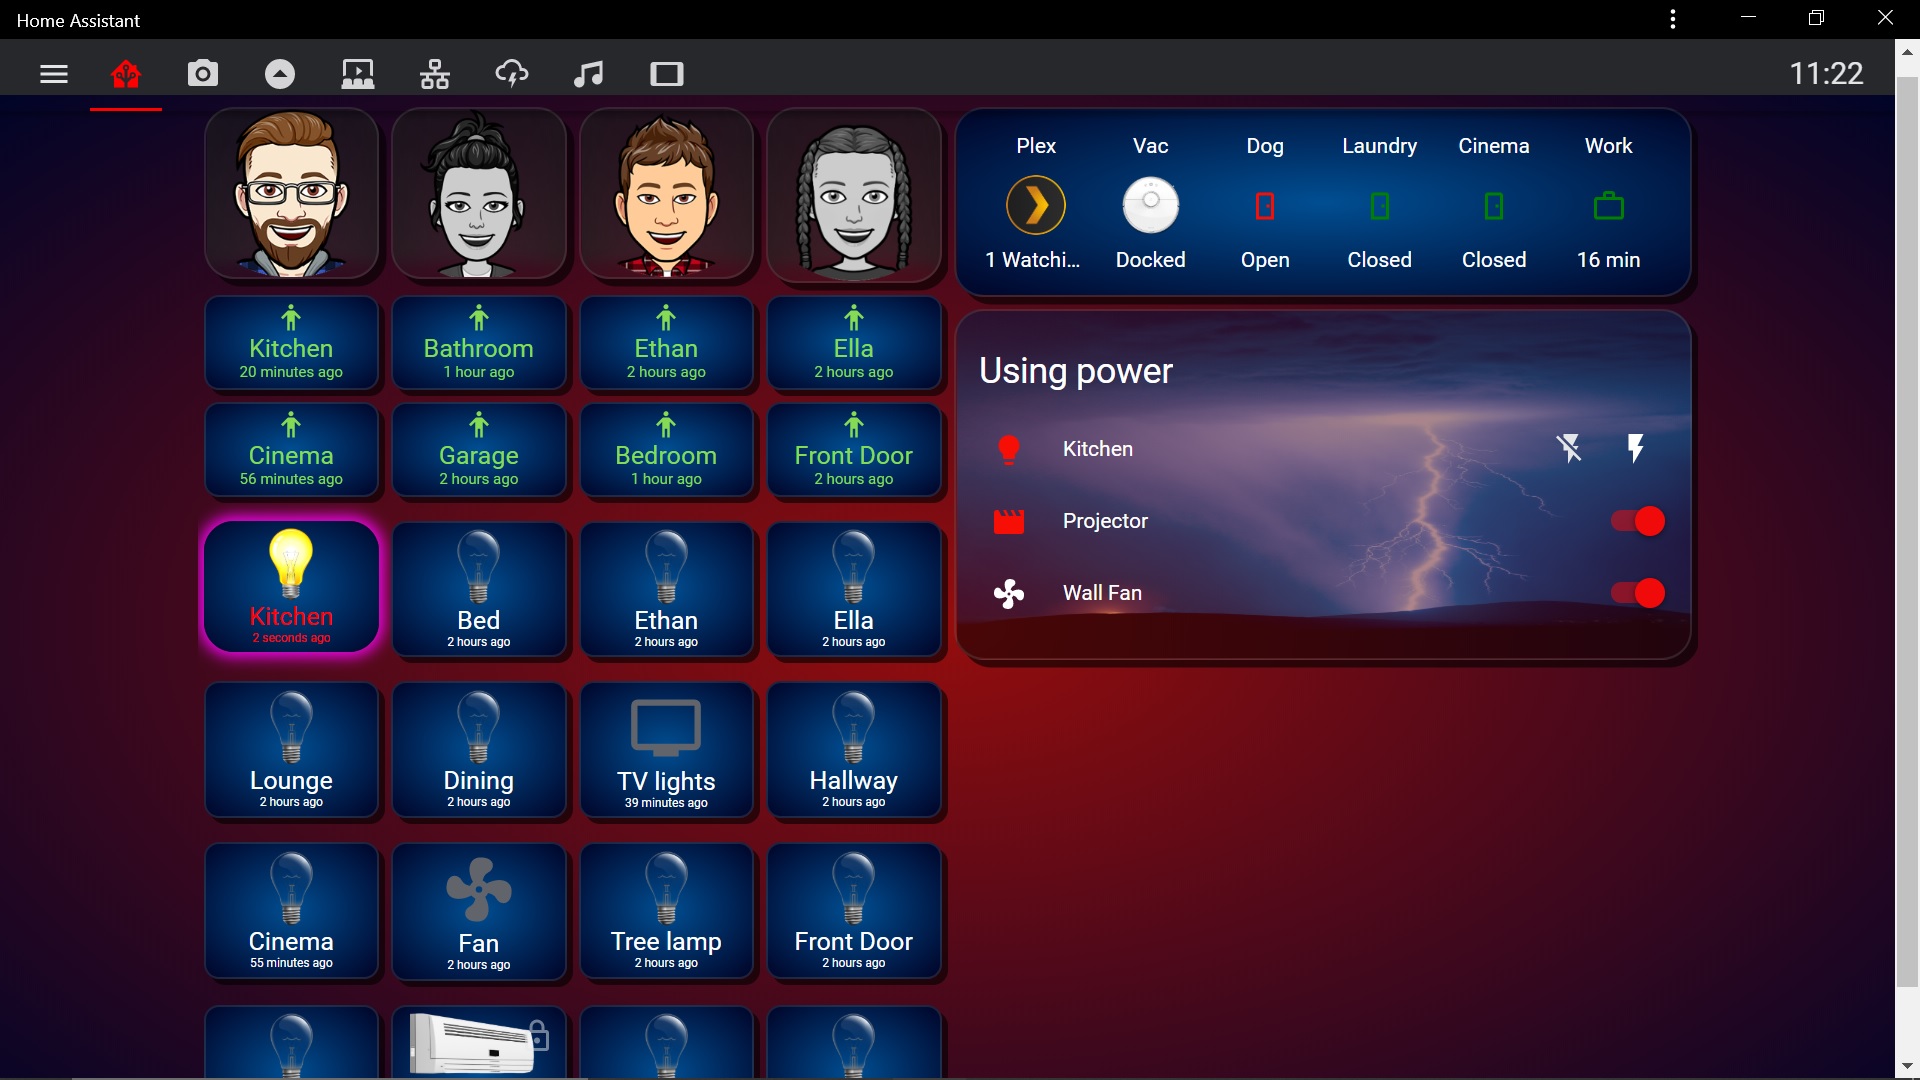 Home Assistant
11:22
Plex Vac Dog Laundry Cinema Work
1 Watchi... Docked Open Closed Closed 16 min
Kitchen
20 minutes ago
Bathroom
1 hour ago
Ethan
2 hours ago
Ella
2 hours ago
Cinema
56 minutes ago
Garage
2 hours ago
Bedroom
1 hour ago
Front Door
2 hours ago
Using power
Kitchen
Projector
Wall Fan
Kitchen
2 seconds ago
Bed
2 hours ago
Ethan
2 hours ago
Ella
2 hours ago
Lounge
2 hours ago
Dining
2 hours ago
TV lights
39 minutes ago
Hallway
2 hours ago
Cinema
55 minutes ago
Fan
2 hours ago
Tree lamp
2 hours ago
Front Door
2 hours ago